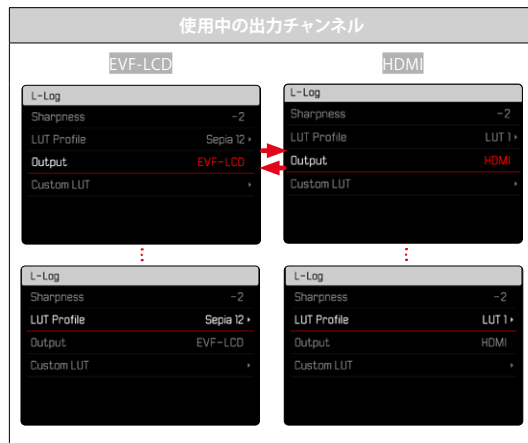 使用中の出力チャンネル
EVF-LCD
HDMI
L-Log
Sharpness -2
LUT Profile Sepia 12
Output EVF-LCD
Custom LUT
L-Log
Sharpness -2
LUT Profile LUT 1
Output HDMI
Custom LUT
L-Log
Sharpness -2
LUT Profile Sepia 12
Output EVF-LCD
Custom LUT
L-Log
Sharpness -2
LUT Profile LUT 1
Output HDMI
Custom LUT